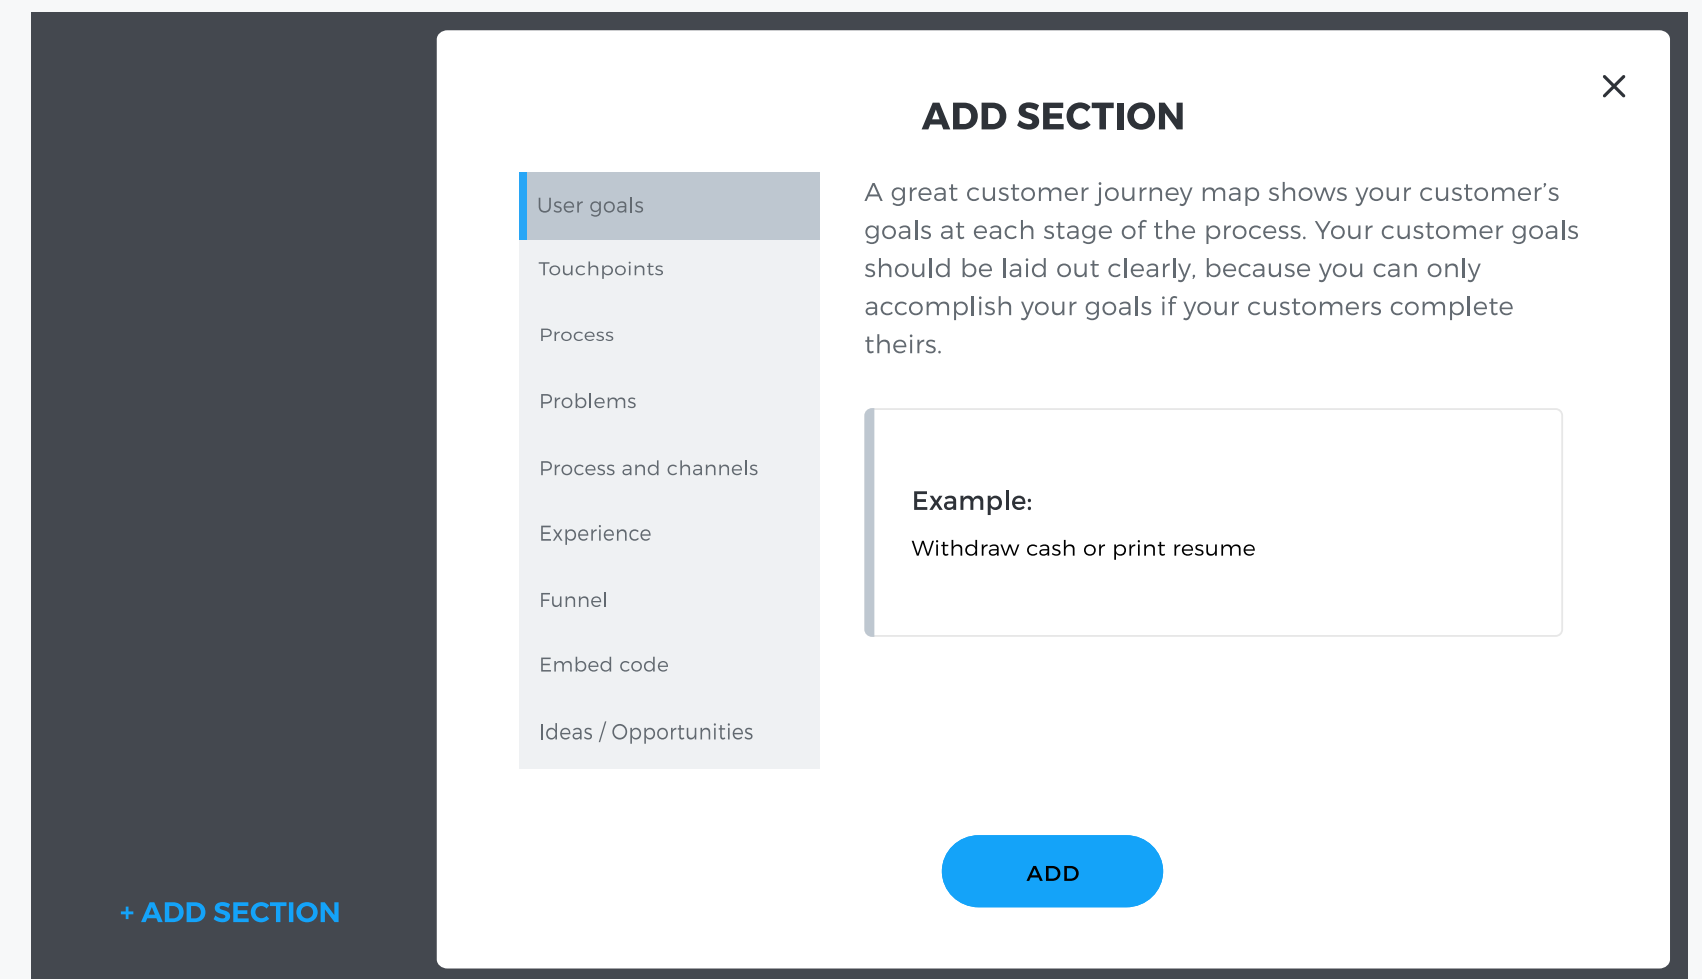 ADD SECTION
User goals
Touchpoints
Process
Problems
Process and channels
Experience
Funnel
Embed code
Ideas / Opportunities
A great customer journey map shows your customer’s
goals at each stage of the process. Your customer goals
should be laid out clearly, because you can only
accomplish your goals if your customers complete
theirs.
Example:
Withdraw cash or print resume
ADD
+ ADD SECTION